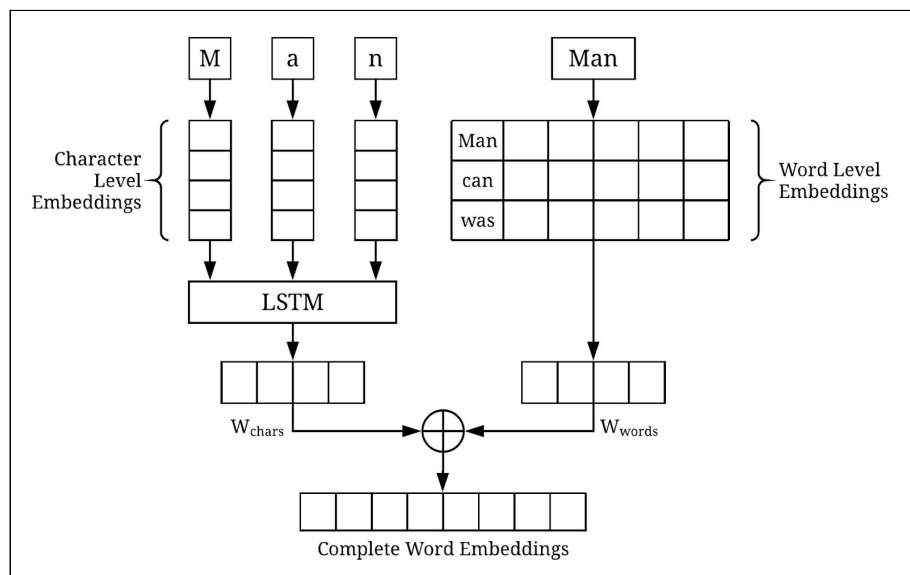 M
a
n
Man
Character
Level
Embeddings
Man
can
was
Word Level
Embeddings
LSTM
Wchars
Wwords
Complete Word Embeddings